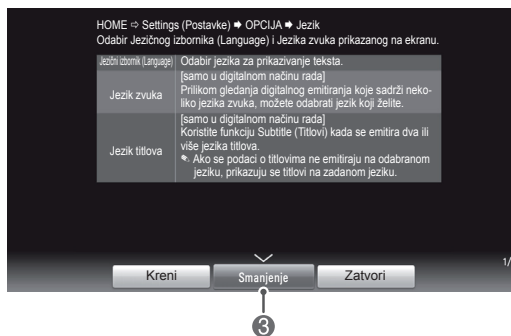 HOME ⇨ Settings (Postavke) ➡ OPCIJA ➡ Jezik
Odabir Jezičnog izbornika (Language) i Jezika zvuka prikazanog na ekranu.
Jezični izbornik (Language) Odabir jezika za prikazivanje teksta.
Jezik zvuka
[samo u digitalnom načinu rada]
Prilikom gledanja digitalnog emitiranja koje sadrži neko-
liko jezika zvuka, možete odabrati jezik koji želite.
Jezik titlova
[samo u digitalnom načinu rada]
Koristite funkciju Subtitle (Titlovi) kada se emitira dva ili
više jezika titlova.
Ako se podaci o titlovima ne emitiraju na odabranom
jeziku, prikazuju se titlovi na zadanom jeziku.
1/
Kreni Smanjenje Zatvori
3